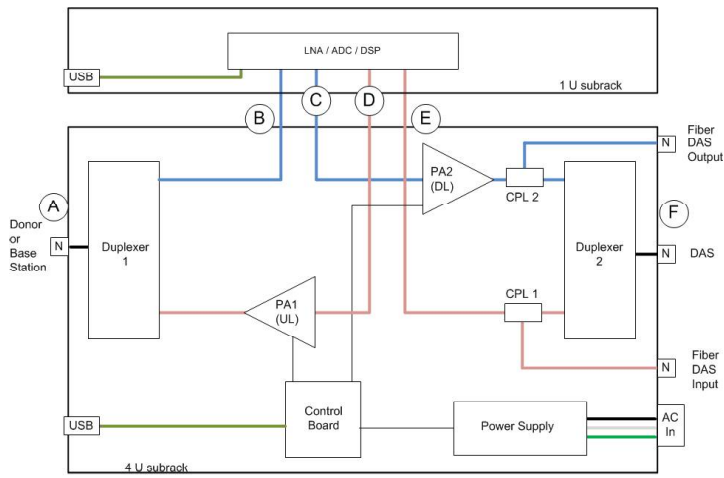 LNA / ADC / DSP
USB
1 U subrack
B
C
D
E
Fiber
DAS
Output
N
PA2
(DL)
CPL 2
A
F
Donor
or
Base
Station
N
Duplexer
1
Duplexer
2
N
DAS
PA1
(UL)
CPL 1
Fiber
DAS
Input
N
Control
Board
Power Supply
AC
In
USB
4 U subrack